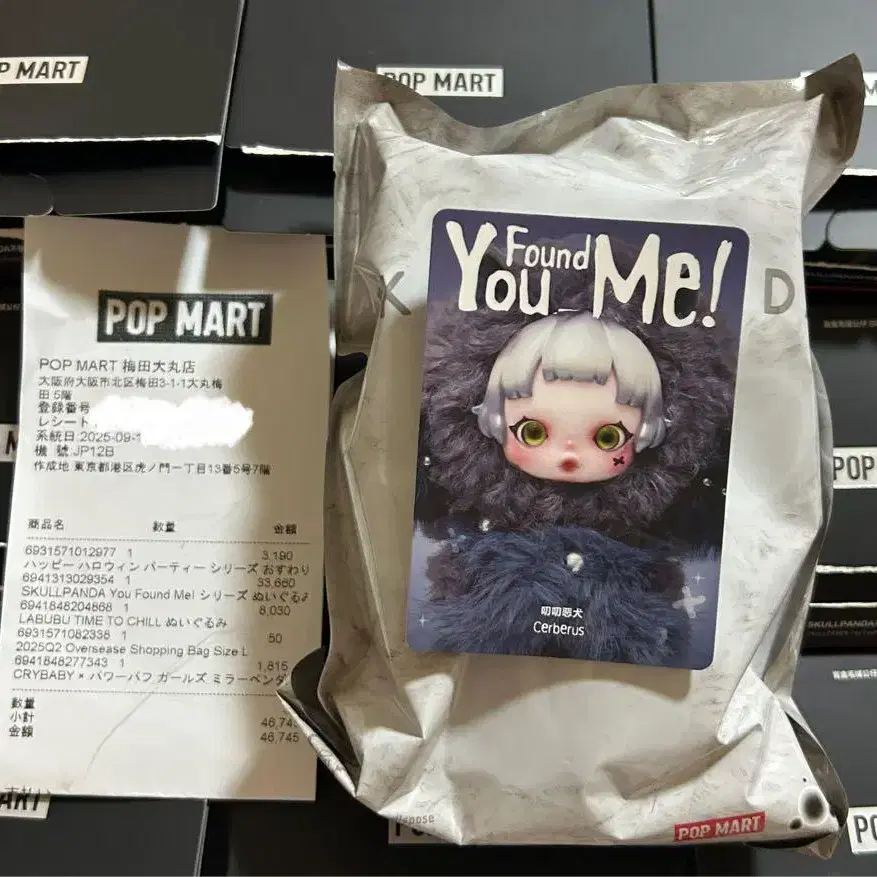 POP MART
POP MART
POP MART
POP MART 梅田大丸店
大阪府大阪市北区梅田3-1-1大丸梅
田 5階
登録番号
レシート
系統日:2025-09-1
機 號:JP12B
作成地:東京都港区虎ノ門一丁目13番5号7階
商品名 數量 金額
6931571012977 1 3,190
ハッピー ハロウィン パーティー シリーズ おすわり
6941313029354 1 33,660
SKULLPANDA You Found Me! シリーズ ぬいぐるみ
6941848204868 1 8,030
LABUBU TIME TO CHILL ぬいぐるみ
6931571082338 1 50
2025Q2 Oversease Shopping Bag Size L
6941848277343 1 1,815
CRYBABY × パワーパフ ガールズ ミラーペンダ
數量
小計 46,745
金額 46,745
You Found Me!
K D
叨叨恶犬
Cerberus
POP MART
SKULLPANDA